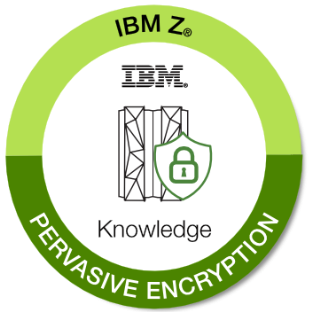 IBM Z®
IBM®
Knowledge
PERVASIVE ENCRYPTION